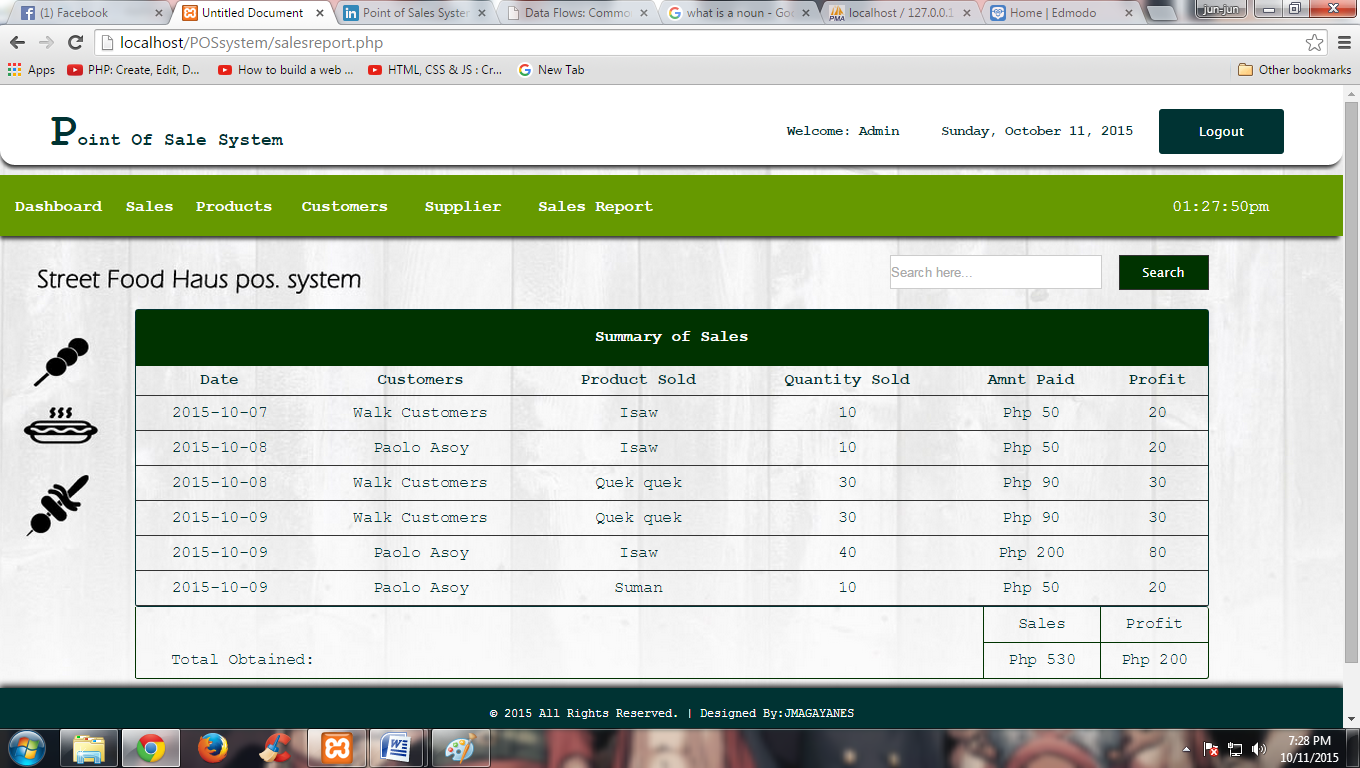 (1) Facebook Untitled Document Point of Sales Syster Data Flows: Commo what is a noun - Goo localhost / 127.0.0.1 Home | Edmodo jun-jun
localhost/POSsystem/salesreport.php
Apps PHP: Create, Edit, D... How to build a web ... HTML, CSS & JS : Cr... New Tab Other bookmarks
Point Of Sale System Welcome: Admin Sunday, October 11, 2015 Logout
Dashboard Sales Products Customers Supplier Sales Report 01:27:50pm
Street Food Haus pos. system Search here... Search
Summary of Sales
Date Customers Product Sold Quantity Sold Amnt Paid Profit
2015-10-07 Walk Customers Isaw 10 Php 50 20
2015-10-08 Paolo Asoy Isaw 10 Php 50 20
2015-10-08 Walk Customers Quek quek 30 Php 90 30
2015-10-09 Walk Customers Quek quek 30 Php 90 30
2015-10-09 Paolo Asoy Isaw 40 Php 200 80
2015-10-09 Paolo Asoy Suman 10 Php 50 20
Sales Profit
Total Obtained: Php 530 Php 200
© 2015 All Rights Reserved. | Designed By:JMAGAYANES
7:28 PM
10/11/2015